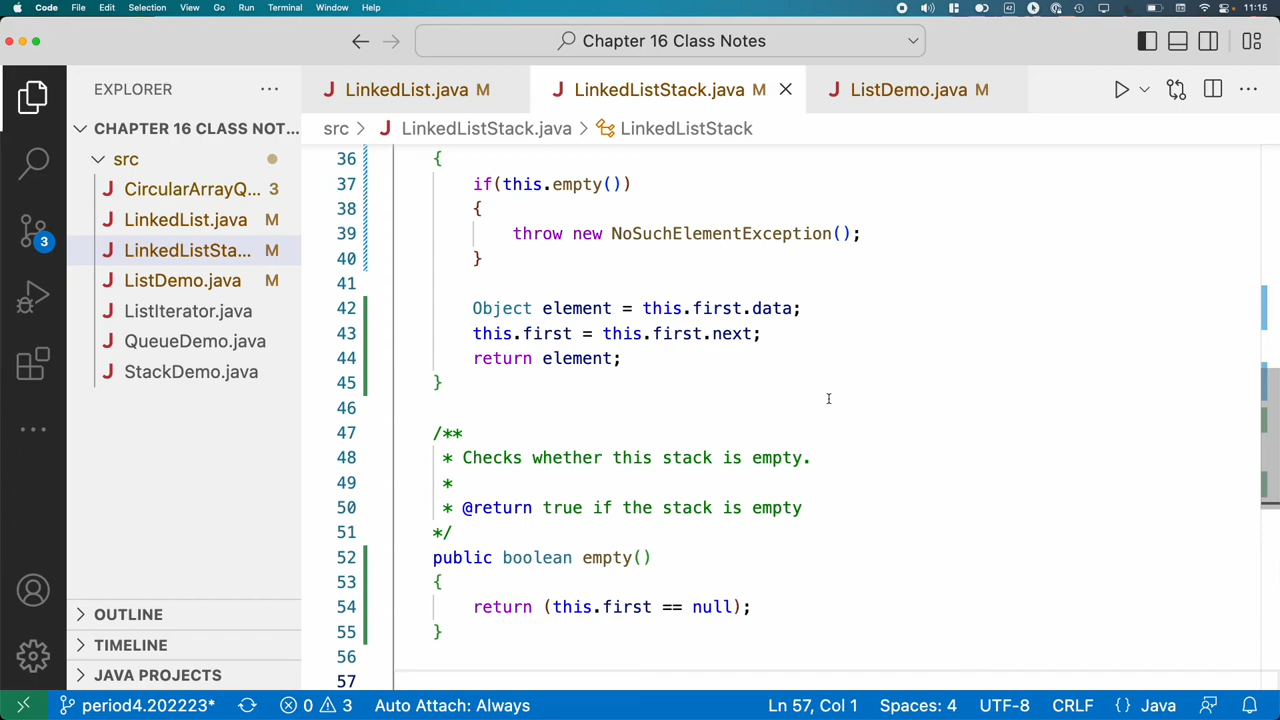 Code File Edit Selection View Go Run Terminal Window Help 11:15
Chapter 16 Class Notes
EXPLORER
CHAPTER 16 CLASS NOT...
src
J CircularArrayQ... 3
J LinkedList.java M
J LinkedListSta... M
J ListDemo.java M
J ListIterator.java
J QueueDemo.java
J StackDemo.java
OUTLINE
TIMELINE
JAVA PROJECTS
3
J LinkedList.java M
J LinkedListStack.java M
J ListDemo.java M
src > J LinkedListStack.java > LinkedListStack
36 {
37 if(this.empty())
38 {
39 throw new NoSuchElementException();
40 }
41
42 Object element = this.first.data;
43 this.first = this.first.next;
44 return element;
45 }
46
47 /**
48 * Checks whether this stack is empty.
49 *
50 * @return true if the stack is empty
51 */
52 public boolean empty()
53 {
54 return (this.first == null);
55 }
56
57
period4.202223* 0 3 Auto Attach: Always Ln 57, Col 1 Spaces: 4 UTF-8 CRLF {} Java